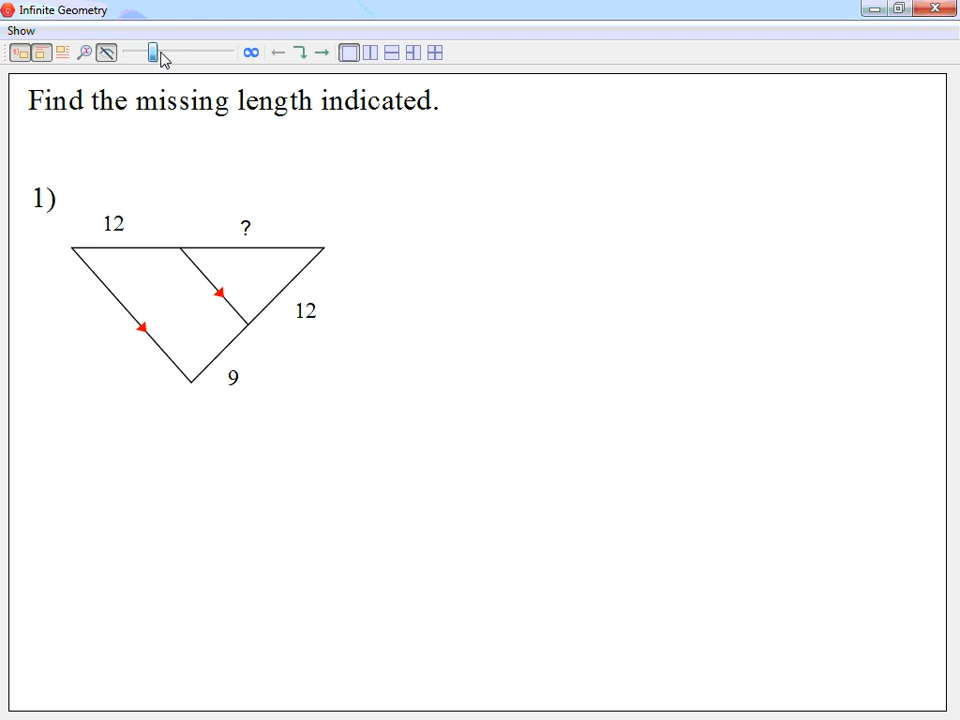 Infinite Geometry
Show
Find the missing length indicated.
1)
12
?
12
9